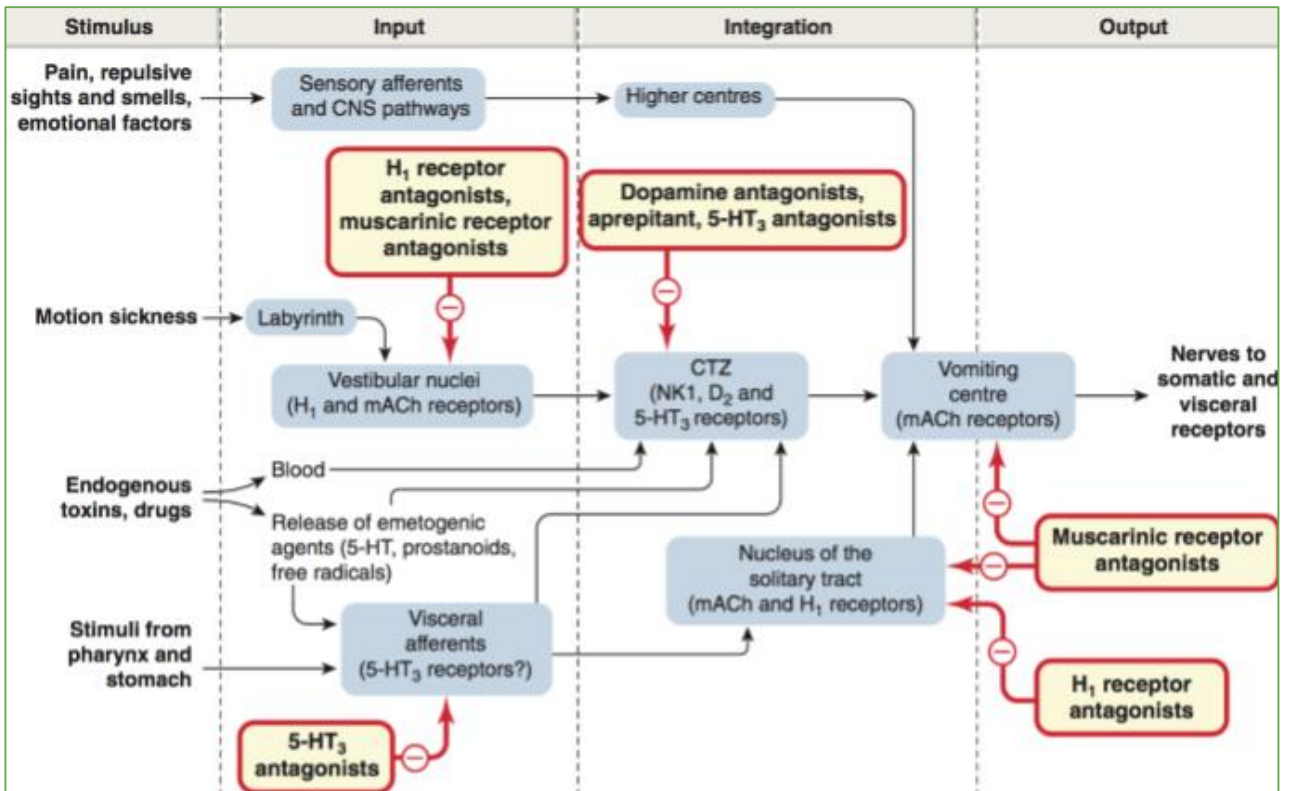 Stimulus
Input
Integration
Output
Pain, repulsive
sights and smells,
emotional factors
Sensory afferents
and CNS pathways
Higher centres
H₁ receptor
antagonists,
muscarinic receptor
antagonists
Dopamine antagonists,
aprepitant, 5-HT₃ antagonists
Motion sickness
Labyrinth
Vestibular nuclei
(H₁ and mACh receptors)
CTZ
(NK1, D₂ and
5-HT₃ receptors)
Vomiting
centre
(mACh receptors)
Nerves to
somatic and
visceral
receptors
Endogenous
toxins, drugs
Blood
Release of emetogenic
agents (5-HT, prostanoids,
free radicals)
Nucleus of the
solitary tract
(mACh and H₁ receptors)
Muscarinic receptor
antagonists
Stimuli from
pharynx and
stomach
Visceral
afferents
(5-HT₃ receptors?)
H₁ receptor
antagonists
5-HT₃
antagonists